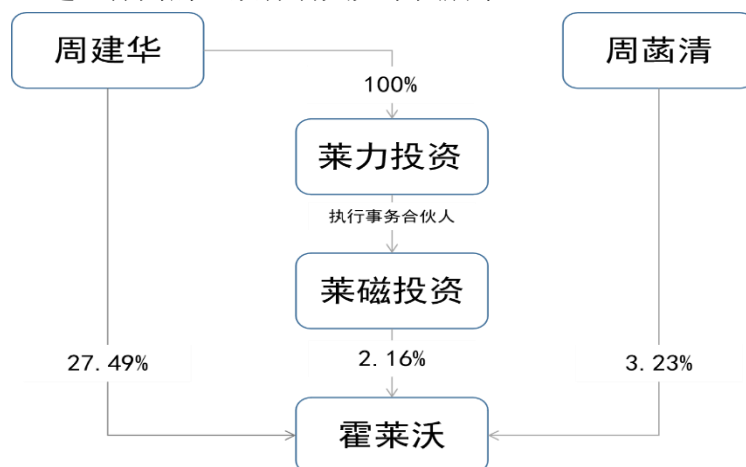 周建华
周菡清
100%
莱力投资
执行事务合伙人
莱磁投资
27.49%
2.16%
3.23%
霍莱沃